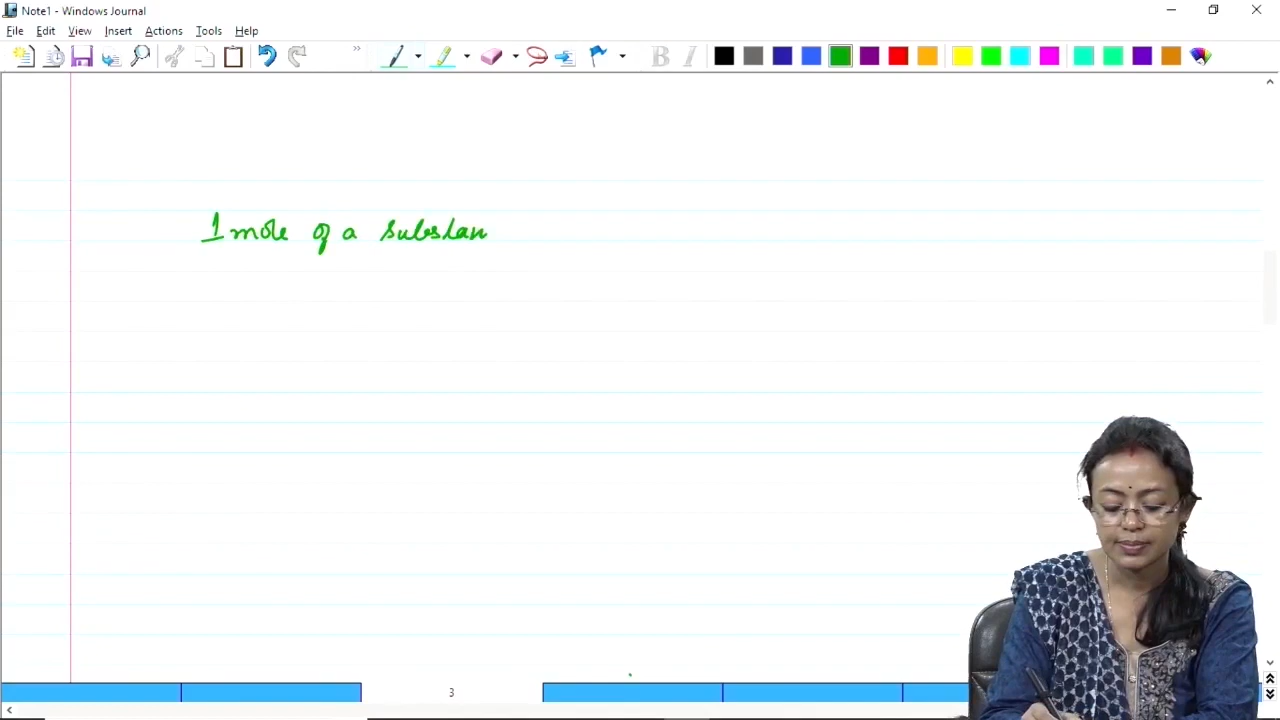 Note1 - Windows Journal
File Edit View Insert Actions Tools Help
B I
1 mole of a substan
3